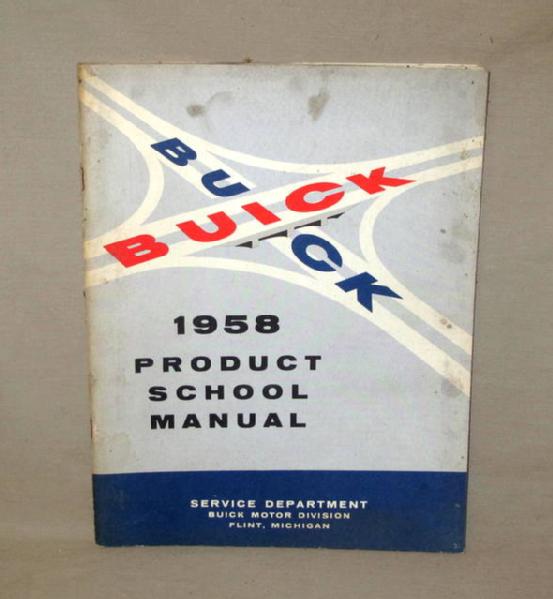 BUICK
BUICK
1958
PRODUCT
SCHOOL
MANUAL
SERVICE DEPARTMENT
BUICK MOTOR DIVISION
FLINT, MICHIGAN